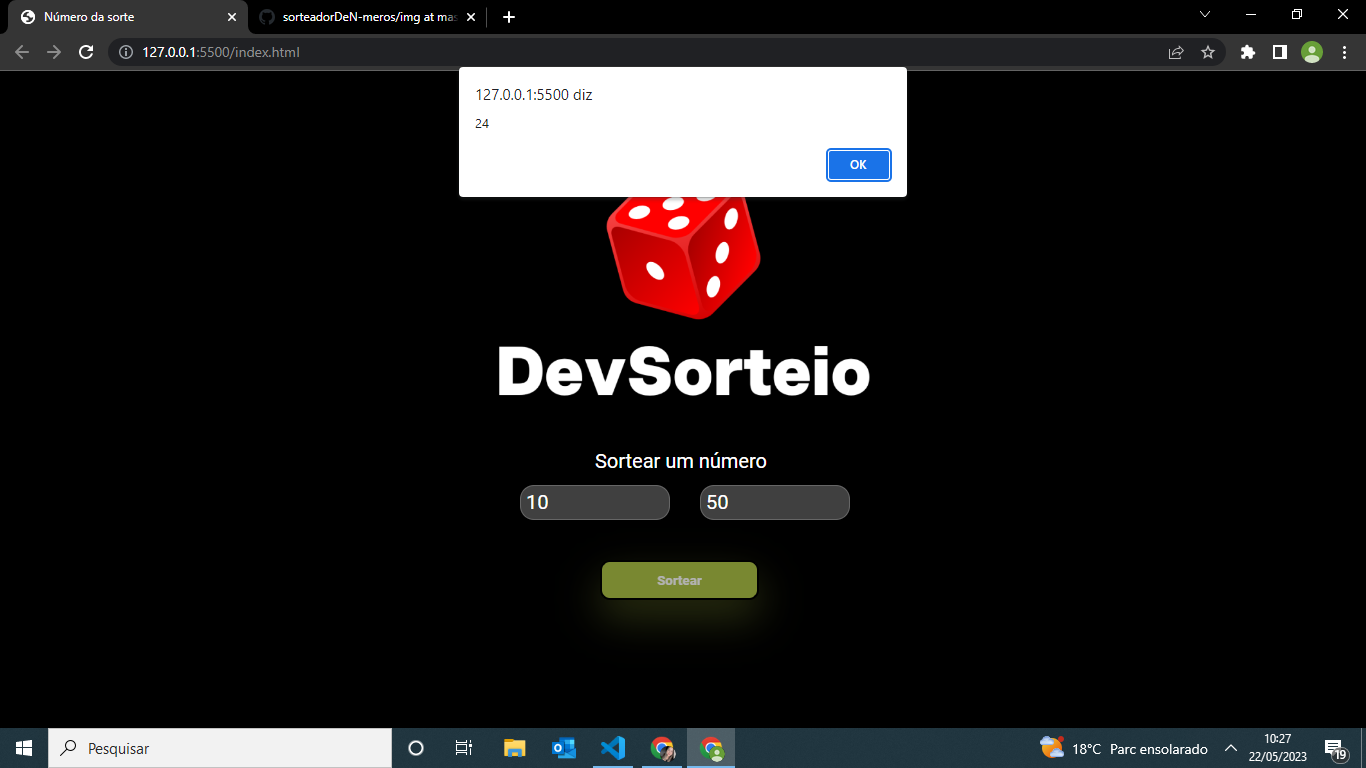 Número da sorte
sorteadorDeN-meros/img at mas
127.0.0.1:5500/index.html
127.0.0.1:5500 diz
24
OK
DevSorteio
Sortear um número
10 50
Sortear
Pesquisar
18°C Parc ensolarado
10:27
22/05/2023
19